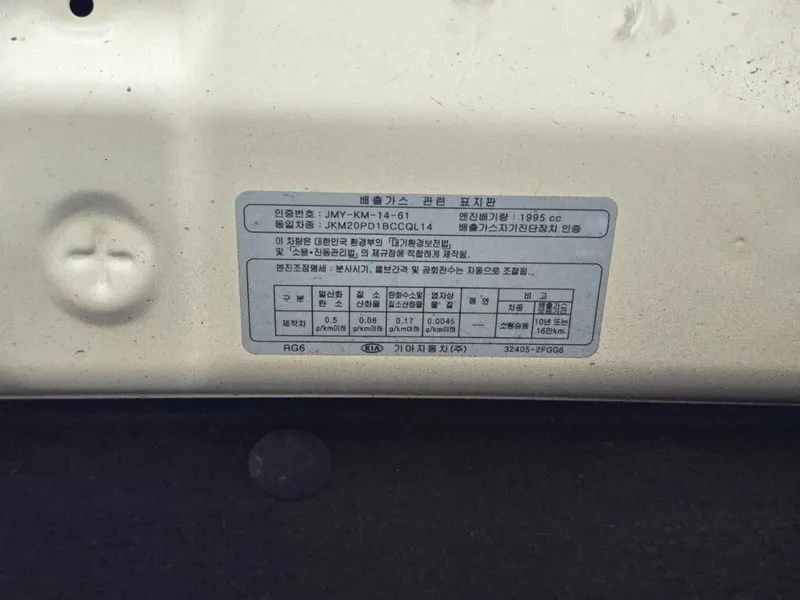 배출가스 관련 표지판
인증번호 : JMY-KM-14-61 엔진배기량 : 1995 cc
동일차종 : JKM20PD1BCCQL14 배출가스자기진단장치 인증
이 차량은 대한민국 환경부의 「대기환경보전법」
및 「소음·진동관리법」의 제규정에 적합하게 제작됨.
엔진조정명세 : 분사시기, 밸브간격 및 공회전수는 자동으로 조절됨.
구 분 일산화탄소 질소산화물 탄화수소및질소산화물 입자상물질 매 연 비 고
차종 배출가스보증기간
제작차 0.5 g/km이하 0.08 g/km이하 0.17 g/km이하 0.0045 g/km이하 — 소형승용 10년 또는 16만km
RG6 KIA 기아자동차(주) 32405-2FGG6